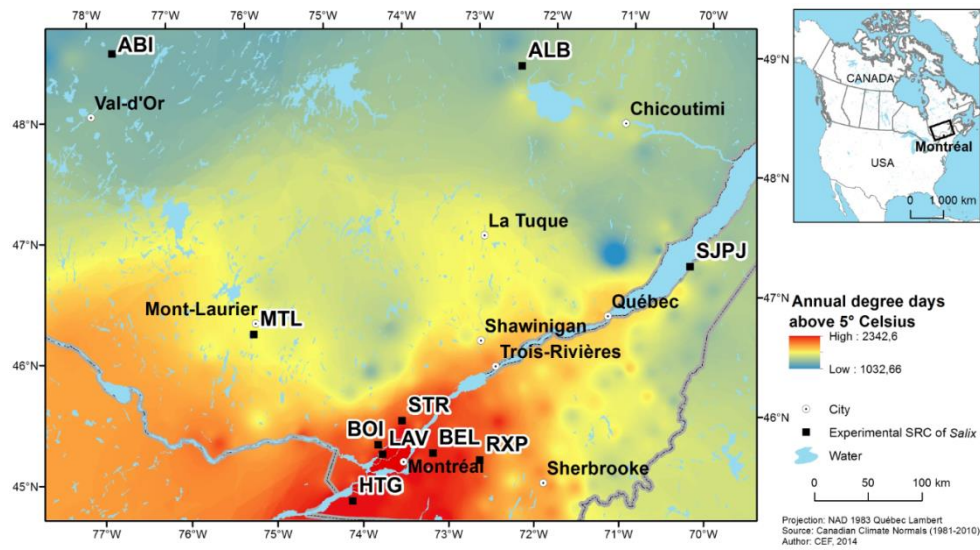 78°W 77°W 76°W 75°W 74°W 73°W 72°W 71°W 70°W
ABI
ALB
49°N
Val-d'Or
Chicoutimi
48°N
48°N
La Tuque
47°N
SJPJ
Mont-Laurier
MTL
Québec
47°N
Shawinigan
46°N
Trois-Rivières
STR
46°N
BOI
LAV
BEL
RXP
Montréal
Sherbrooke
HTG
45°N
77°W 76°W 75°W 74°W 73°W 72°W 71°W 70°W
CANADA
Montréal
USA
0 1 000 km
Annual degree days
above 5° Celsius
High : 2342,6
Low : 1032,66
City
Experimental SRC of Salix
Water
0 50 100 km
Projection: NAD 1983 Québec Lambert
Source: Canadian Climate Normals (1981-2010)
Author: CEF, 2014